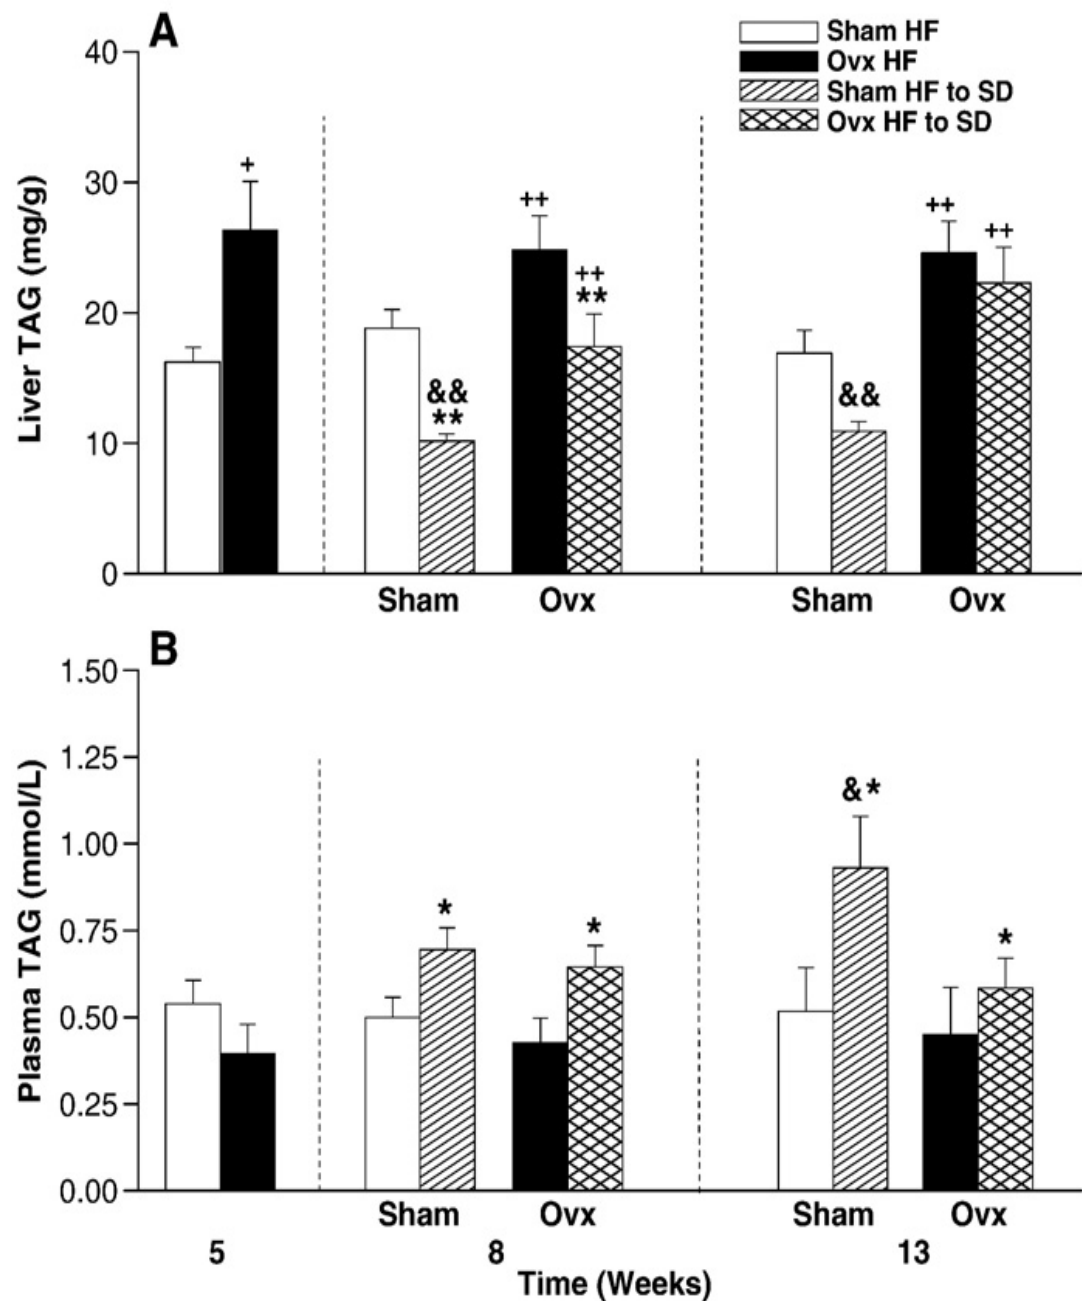 A
Sham HF
Ovx HF
Sham HF to SD
Ovx HF to SD
Liver TAG (mg/g)
40
30
20
10
0
+
&&
**
++
++
**
&&
++
++
Sham Ovx Sham Ovx
B
Plasma TAG (mmol/L)
1.50
1.25
1.00
0.75
0.50
0.25
0.00
*
*
&*
*
Sham Ovx Sham Ovx
5 8 13
Time (Weeks)